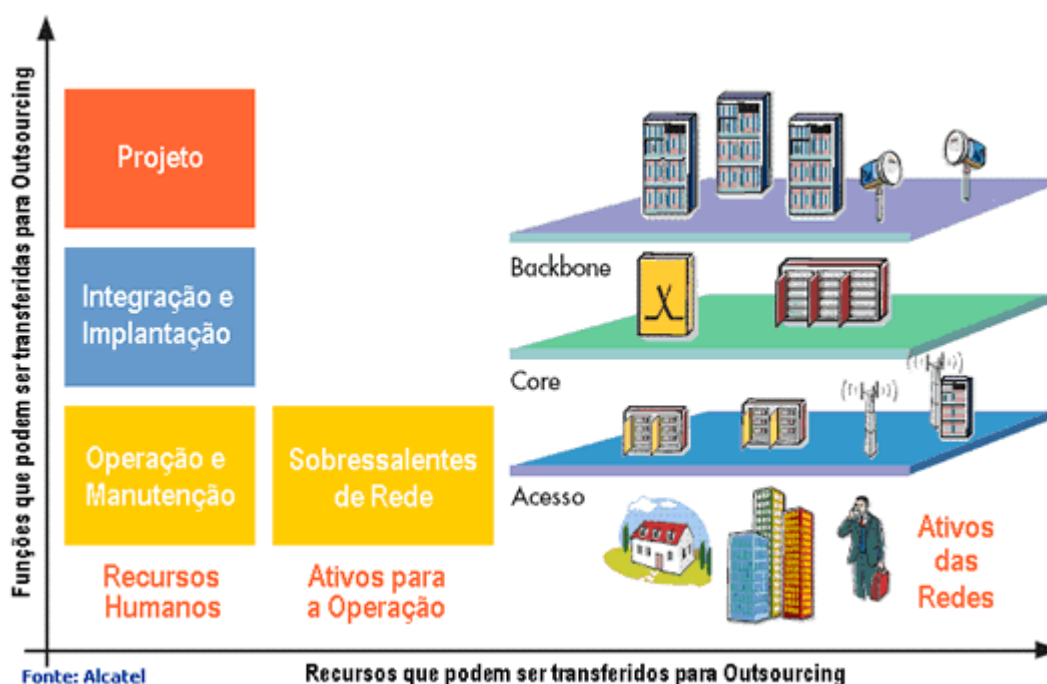 Funções que podem ser transferidas para Outsourcing
Projeto
Integração e
Implantação
Operação e
Manutenção
Sobressalentes
de Rede
Recursos
Humanos
Ativos para
a Operação
Backbone
Core
Acesso
Ativos
das
Redes
Fonte: Alcatel
Recursos que podem ser transferidos para Outsourcing